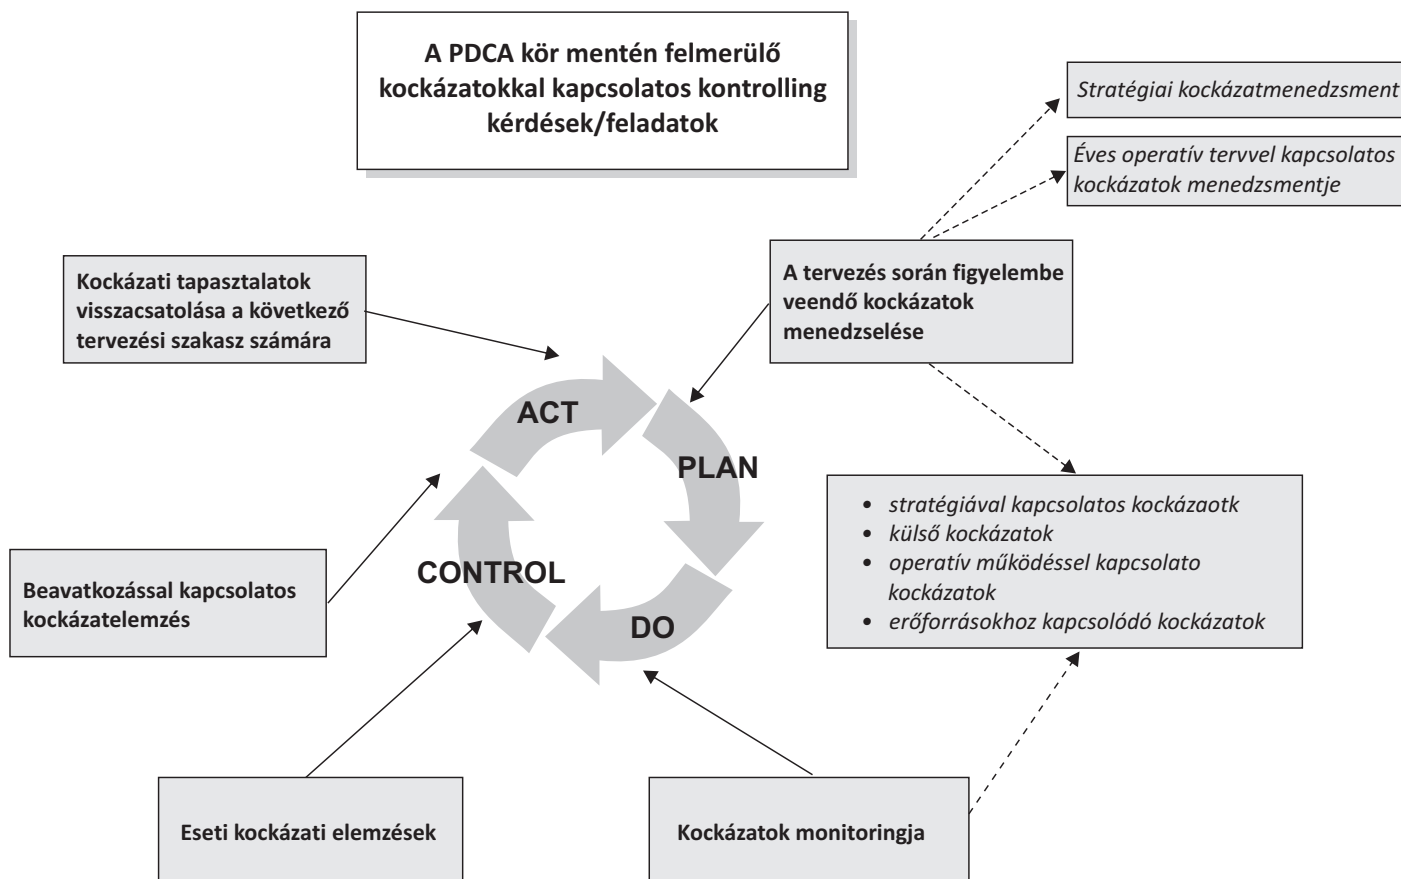 A PDCA kör mentén felmerülő
kockázatokkal kapcsolatos kontrolling
kérdések/feladatok
Stratégiai kockázatmenedzsment
Éves operatív tervvel kapcsolatos
kockázatok menedzsmentje
A tervezés során figyelembe
veendő kockázatok
menedzselése
Kockázati tapasztalatok
visszacsatolása a következő
tervezési szakasz számára
ACT
PLAN
CONTROL
DO
• stratégiával kapcsolatos kockázaotk
• külső kockázatok
• operatív működéssel kapcsolato
kockázatok
• erőforrásokhoz kapcsolódó kockázatok
Beavatkozással kapcsolatos
kockázatelemzés
Eseti kockázati elemzések
Kockázatok monitoringja